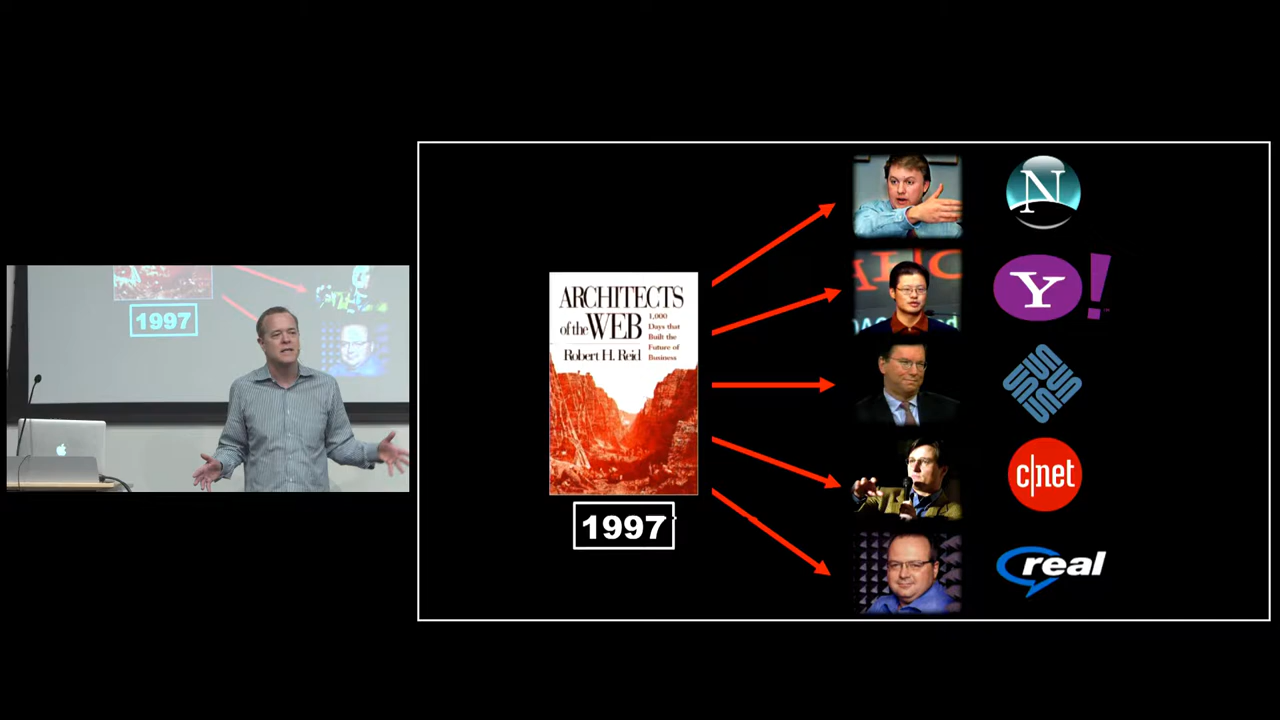 1997
ARCHITECTS
of the WEB
1,000
Days that
Built the
Future of
Business
Robert H. Reid
1997
N
Y!
Sun
c|net
real